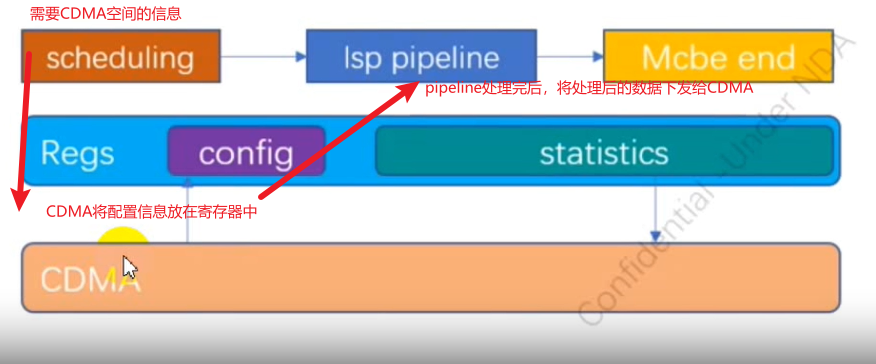 需要CDMA空间的信息
scheduling
Isp pipeline
Mcbe end
pipeline处理完后，将处理后的数据下发给CDMA
Regs
config
statistics
CDMA将配置信息放在寄存器中
CDMA
Confidential -Under NDA